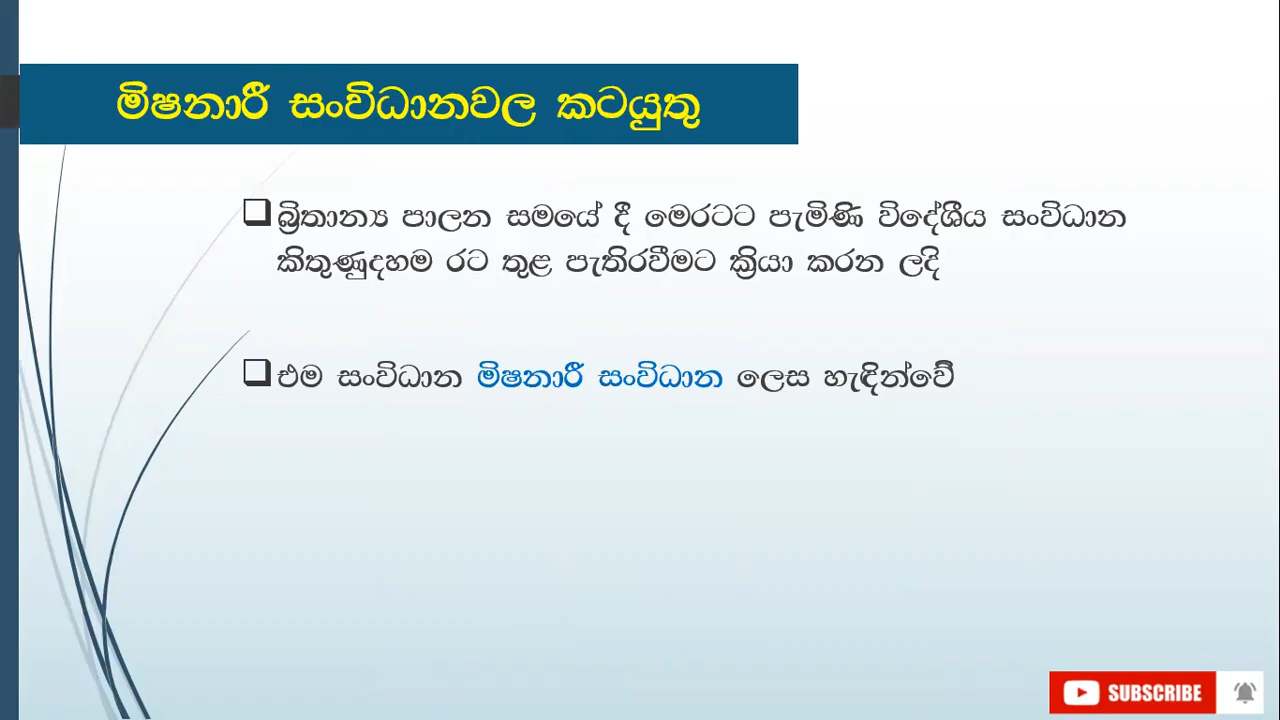 මිෂනාරී සංවිධානවල කටයුතු
බ්‍රිතාන්‍ය පාලන සමයේ දී මෙරටට පැමිණි විදේශීය සංවිධාන
කිතුණුදහම රට තුළ පැතිරවීමට ක්‍රියා කරන ලදි
එම සංවිධාන මිෂනාරී සංවිධාන ලෙස හැඳින්වේ
SUBSCRIBE